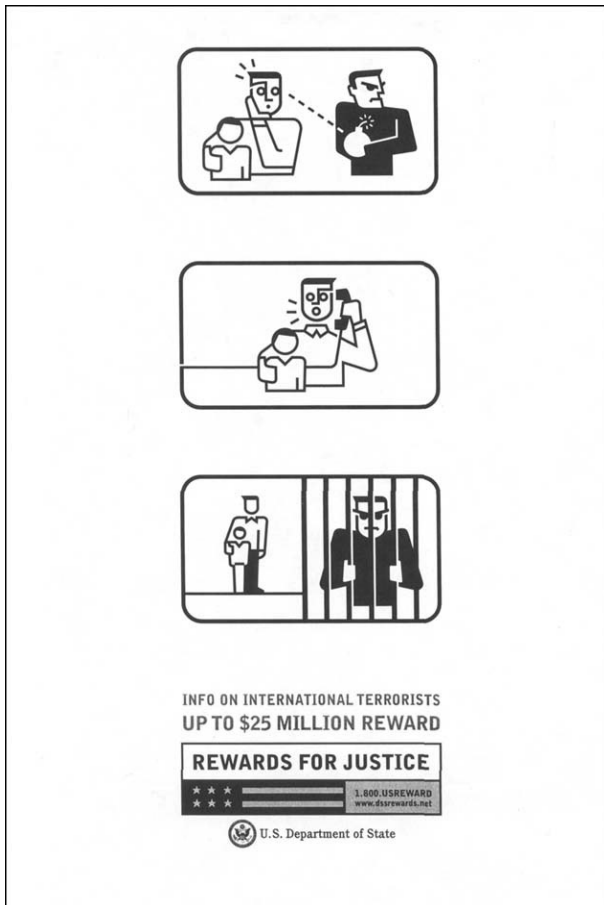 INFO ON INTERNATIONAL TERRORISTS
UP TO $25 MILLION REWARD
REWARDS FOR JUSTICE
1.800.USREWARD
www.dssrewards.net
U.S. Department of State